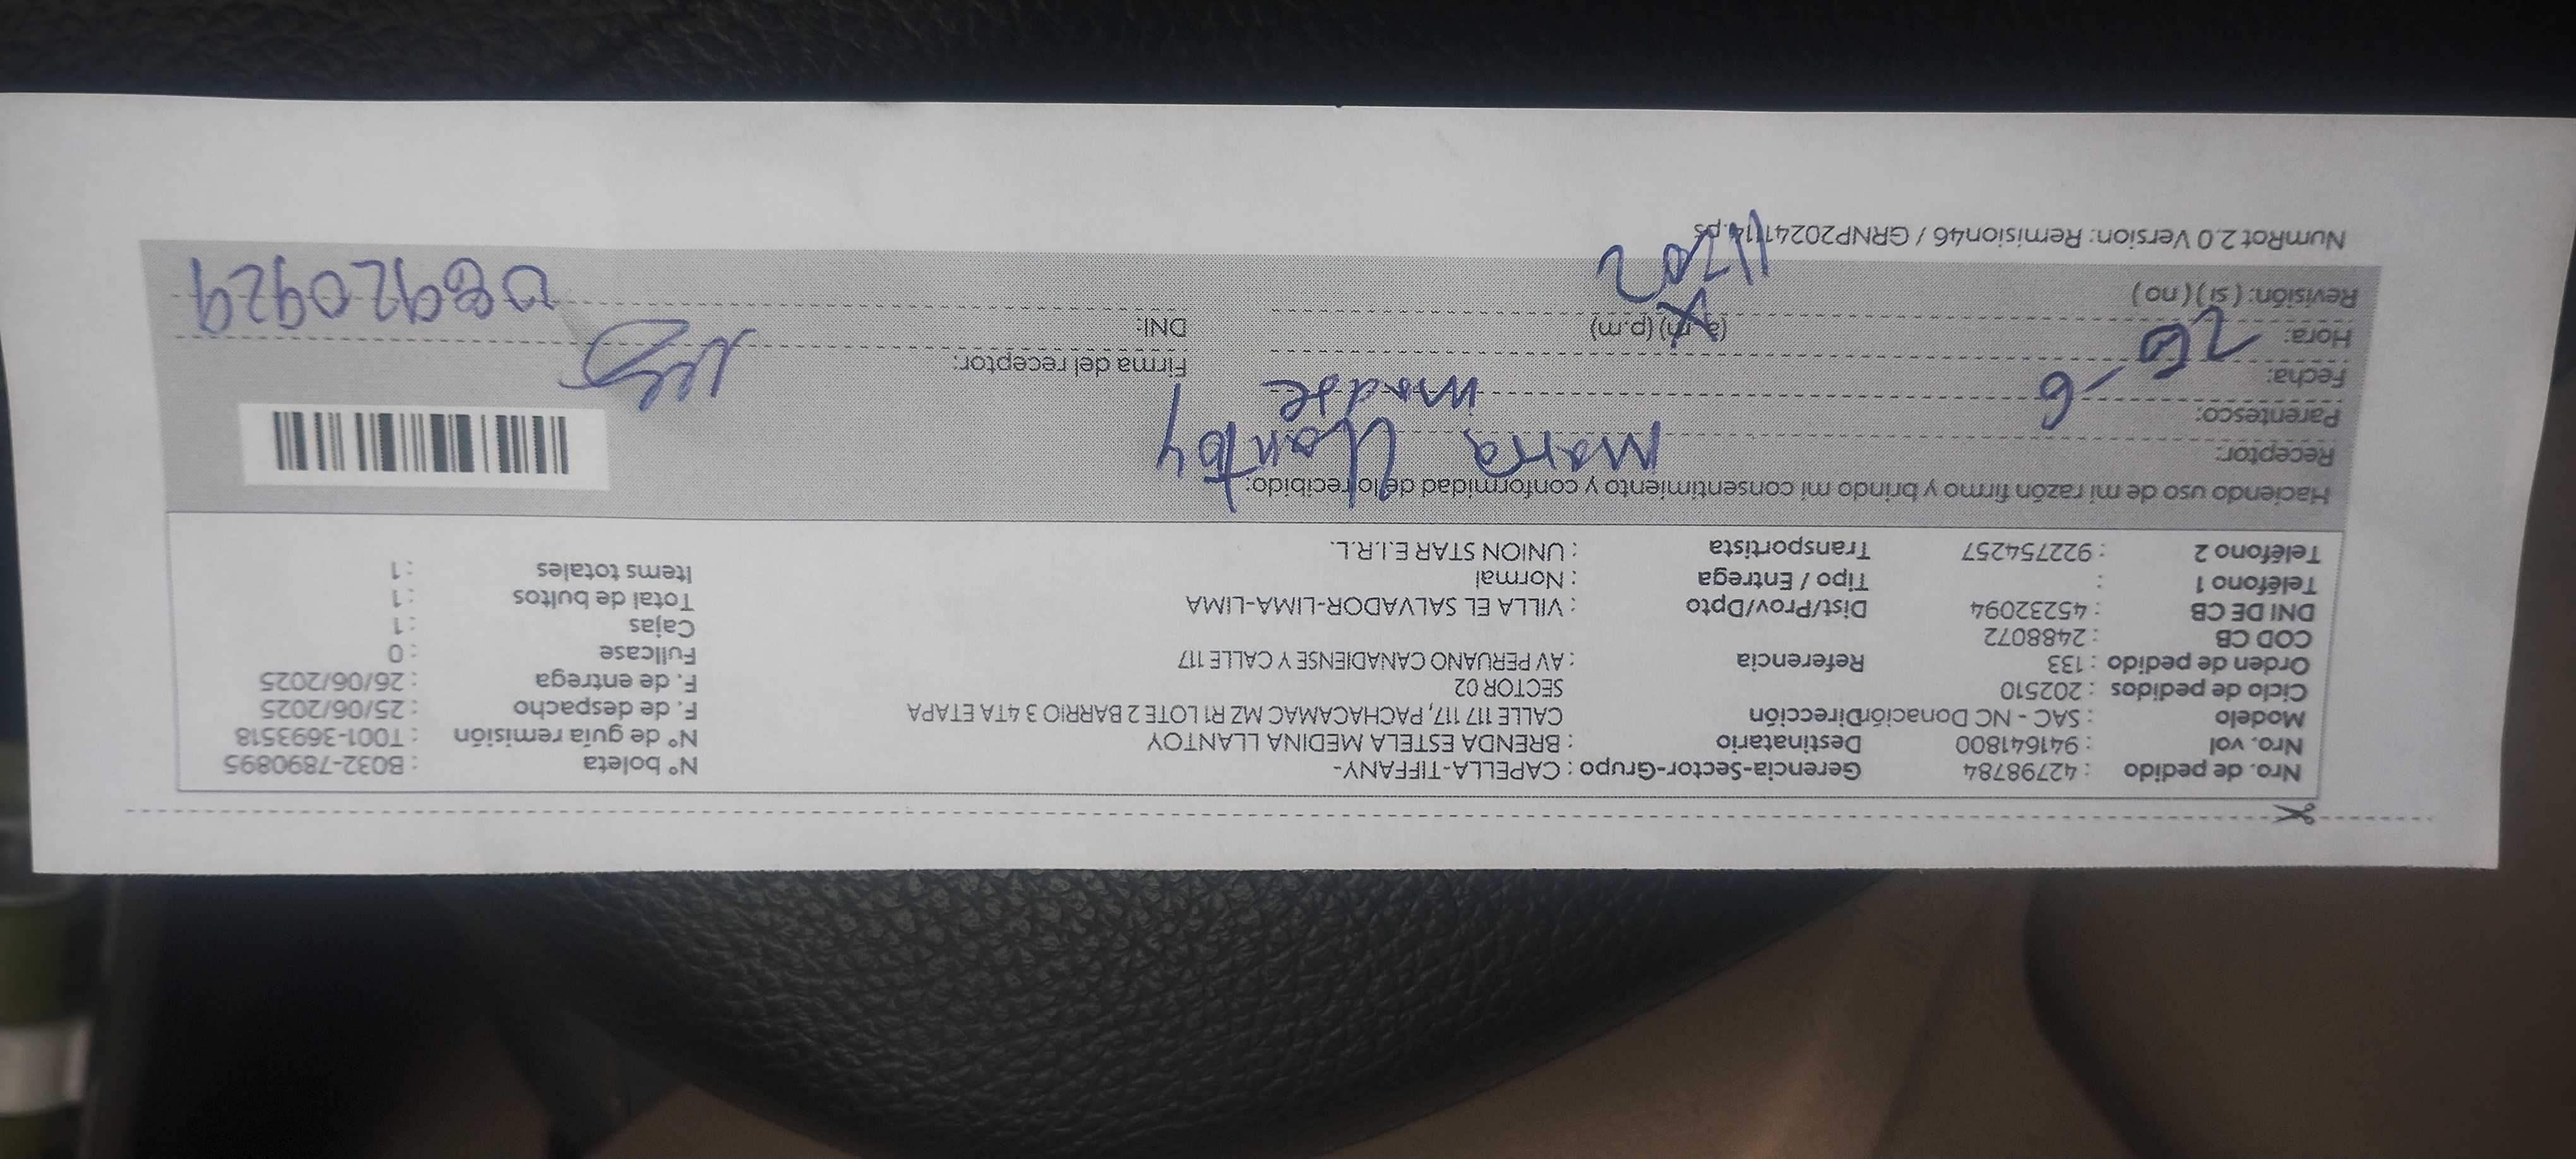 Nro. de pedido : 42798784 Gerencia-Sector-Grupo : CAPELLA-TIFFANY- N° boleta : B032-7890895
Nro. vol : 941641800 Destinatario : BRENDA ESTELA MEDINA LLANTOY N° de guía remisión : T001-3693518
Modelo : SAC - NC Donación Dirección CALLE 117 117, PACHACAMAC MZ R1 LOTE 2 BARRIO 3 4TA ETAPA F. de despacho : 25/06/2025
Ciclo de pedidos : 202510 SECTOR 02 F. de entrega : 26/06/2025
Orden de pedido : 133 Referencia : AV PERUANO CANADIENSE Y CALLE 117 Fullcase : 0
COD CB : 2488072 Cajas : 1
DNI DE CB : 45232094 Dist/Prov/Dpto : VILLA EL SALVADOR-LIMA-LIMA Total de bultos : 1
Teléfono 1 : Tipo / Entrega : Normal Items totales : 1
Teléfono 2 : 922754257 Transportista : UNION STAR E.I.R.L.
Haciendo uso de mi razón firmo y brindo mi consentimiento y conformidad de lo recibido:
Receptor: Maria Llantoy
Parentesco: madre
Fecha: 26-6 Firma del receptor:
Hora: (a.m) (p.m) DNI: 08920929
Revisión: ( si ) ( no )
NumRot 2.0 Version: Remision46 / GRNP20241114.ps